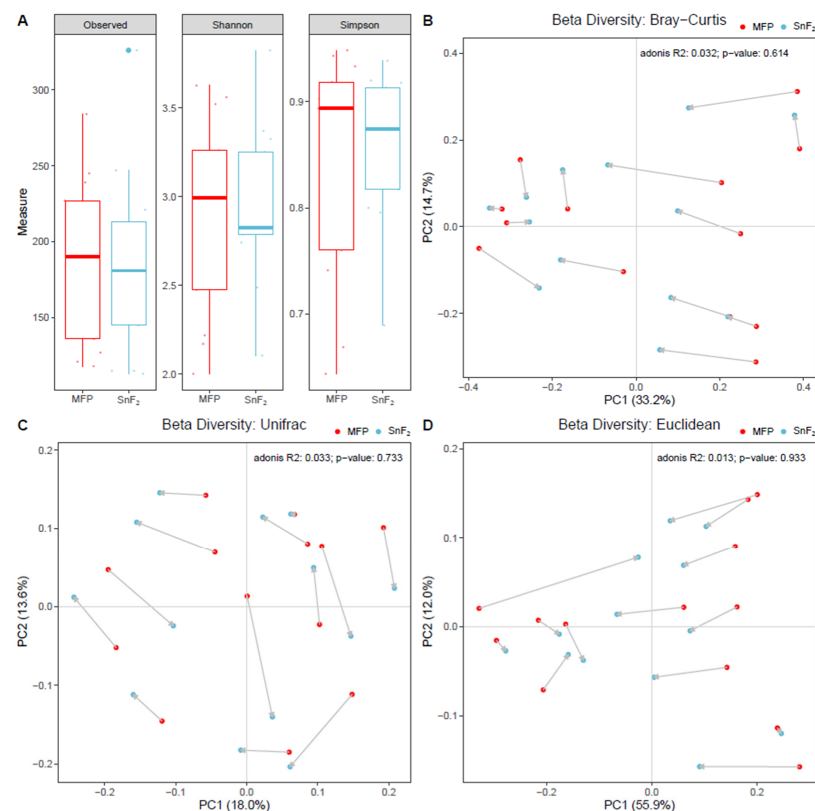 A
Observed
Shannon
Simpson
Measure
300
250
200
150
3.5
3.0
2.5
2.0
0.9
0.8
0.7
MFP
SnF₂
MFP
SnF₂
MFP
SnF₂
B
Beta Diversity: Bray−Curtis
MFP
SnF₂
adonis R2: 0.032; p−value: 0.614
PC2 (14.7%)
0.4
0.2
0.0
−0.2
−0.4
−0.2
0.0
0.2
0.4
PC1 (33.2%)
C
Beta Diversity: Unifrac
MFP
SnF₂
adonis R2: 0.033; p−value: 0.733
PC2 (13.6%)
0.2
0.1
0.0
−0.1
−0.2
−0.2
−0.1
0.0
0.1
0.2
PC1 (18.0%)
D
Beta Diversity: Euclidean
MFP
SnF₂
adonis R2: 0.013; p−value: 0.933
PC2 (12.0%)
0.2
0.1
0.0
−0.1
−0.2
0.0
0.2
PC1 (55.9%)